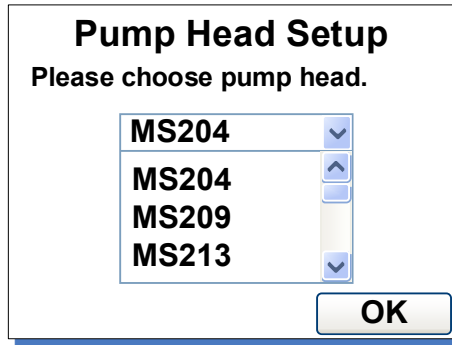 Pump Head Setup
Please choose pump head.
MS204
MS204
MS209
MS213
OK